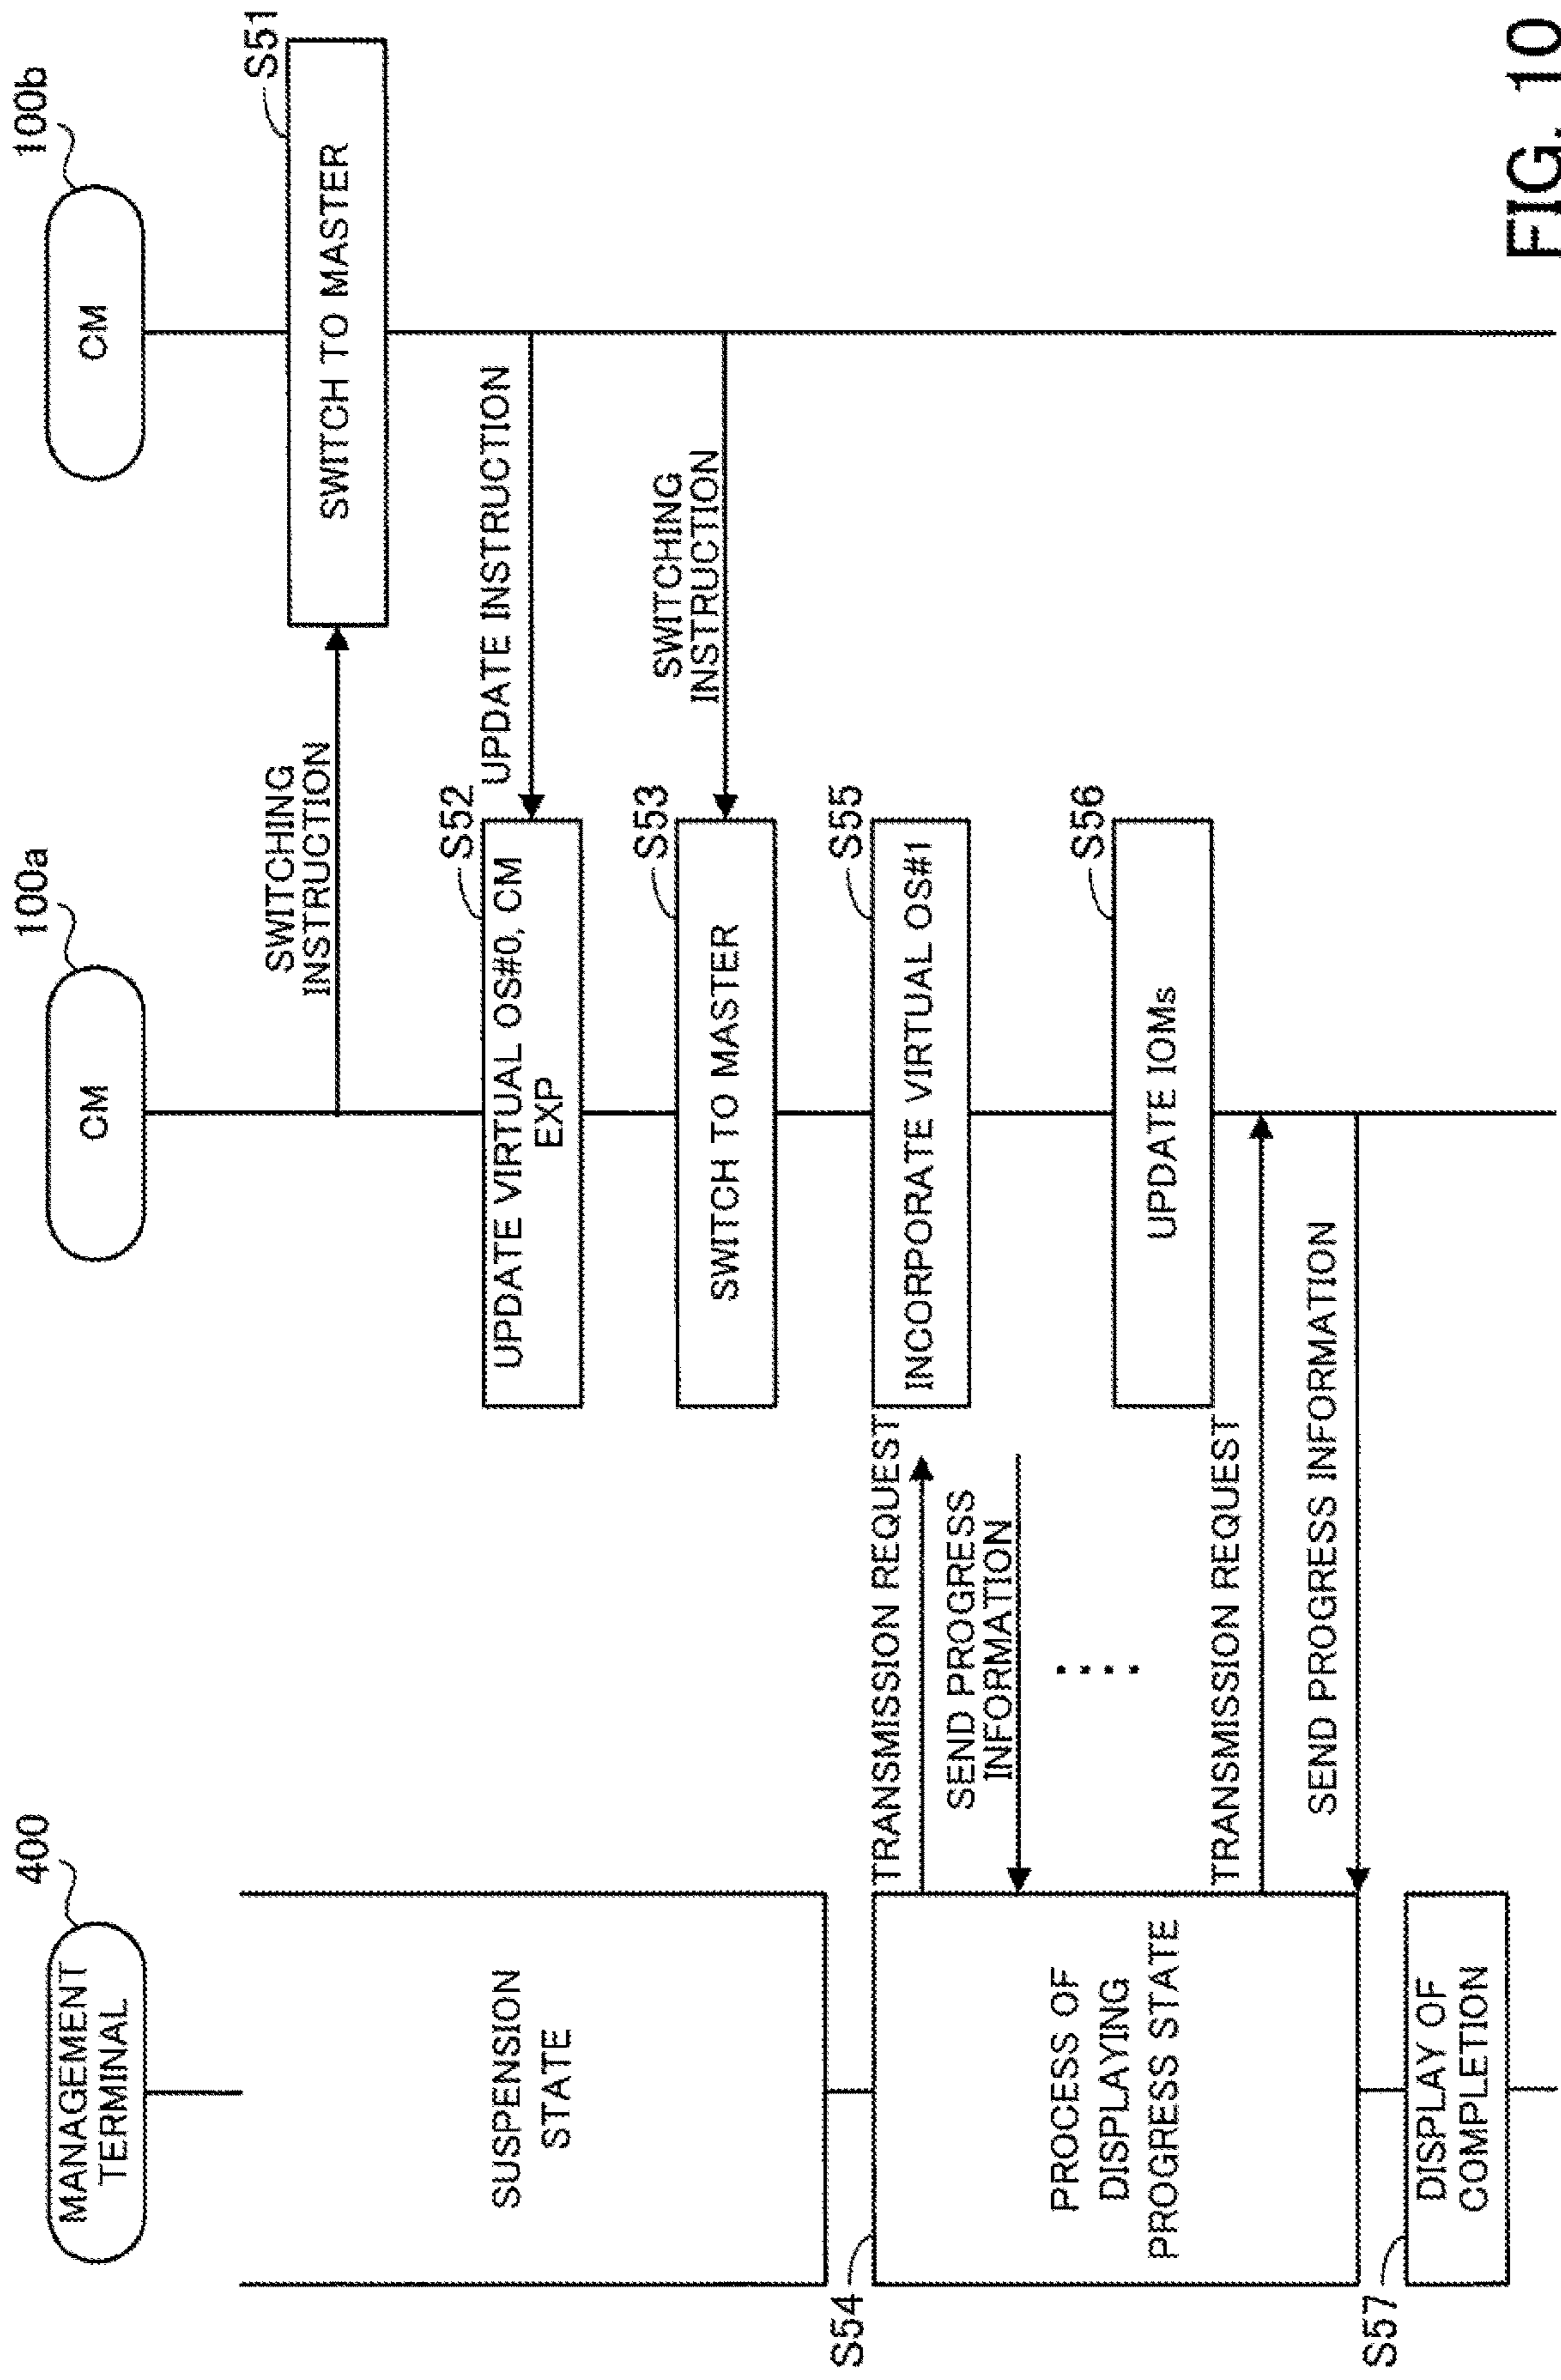 MANAGEMENT
TERMINAL
400
CM
100a
CM
100b
SWITCHING
INSTRUCTION
SWITCH TO MASTER
S51
SUSPENSION
STATE
UPDATE INSTRUCTION
S52
UPDATE VIRTUAL OS#0, CM
EXP
SWITCHING
INSTRUCTION
S53
SWITCH TO MASTER
S54
PROCESS OF
DISPLAYING
PROGRESS STATE
TRANSMISSION REQUEST
S55
INCORPORATE VIRTUAL OS#1
SEND PROGRESS
INFORMATION
S56
UPDATE IOMs
TRANSMISSION REQUEST
SEND PROGRESS INFORMATION
S57
DISPLAY OF
COMPLETION
FIG. 10